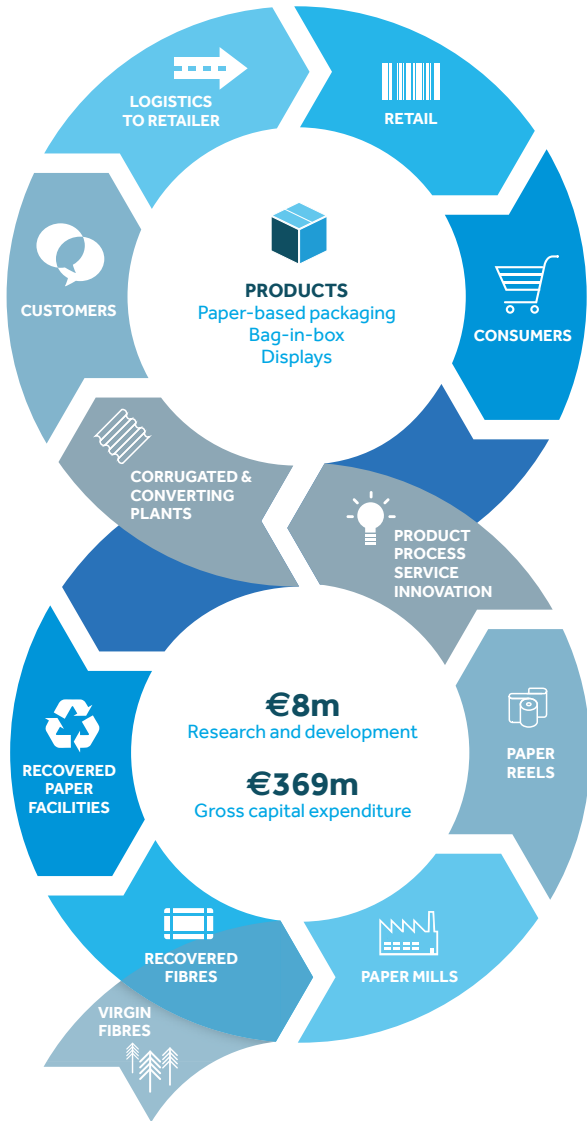 LOGISTICS
TO RETAILER
RETAIL
CUSTOMERS
PRODUCTS
Paper-based packaging
Bag-in-box
Displays
CONSUMERS
CORRUGATED &
CONVERTING
PLANTS
PRODUCT
PROCESS
SERVICE
INNOVATION
€8m
Research and development
€369m
Gross capital expenditure
RECOVERED
PAPER
FACILITIES
PAPER
REELS
RECOVERED
FIBRES
PAPER MILLS
VIRGIN
FIBRES